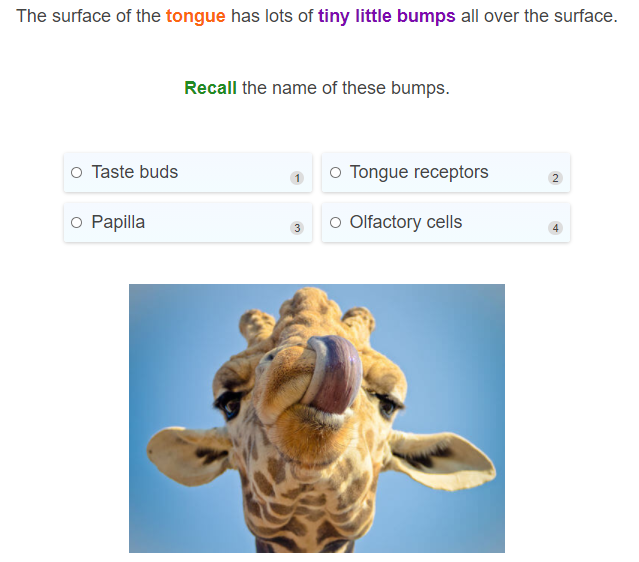 The surface of the tongue has lots of tiny little bumps all over the surface.
Recall the name of these bumps.
Taste buds 1
Tongue receptors 2
Papilla 3
Olfactory cells 4